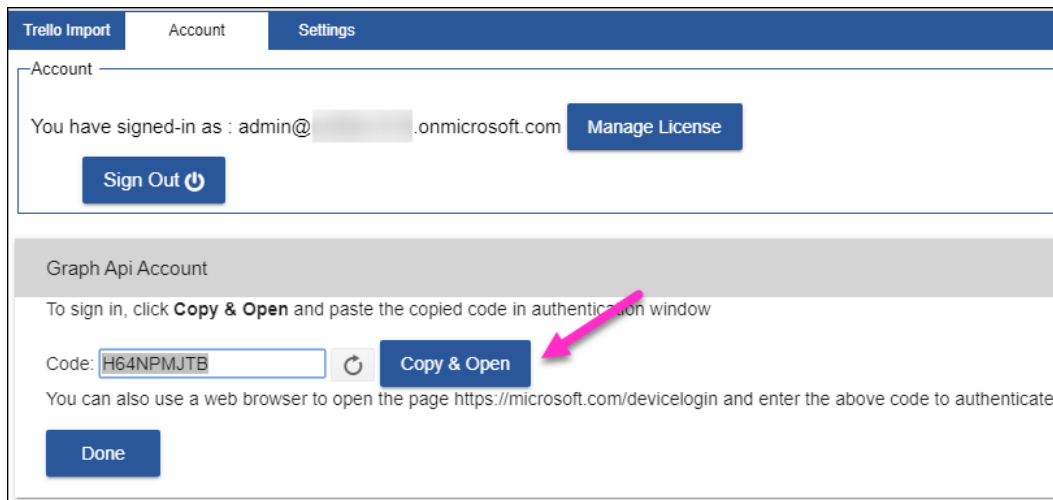 Trello Import Account Settings
Account
You have signed-in as : admin@ .onmicrosoft.com Manage License
Sign Out
Graph Api Account
To sign in, click Copy & Open and paste the copied code in authentication window
Code: H64NPMJTB Copy & Open
You can also use a web browser to open the page https://microsoft.com/devicelogin and enter the above code to authenticate
Done